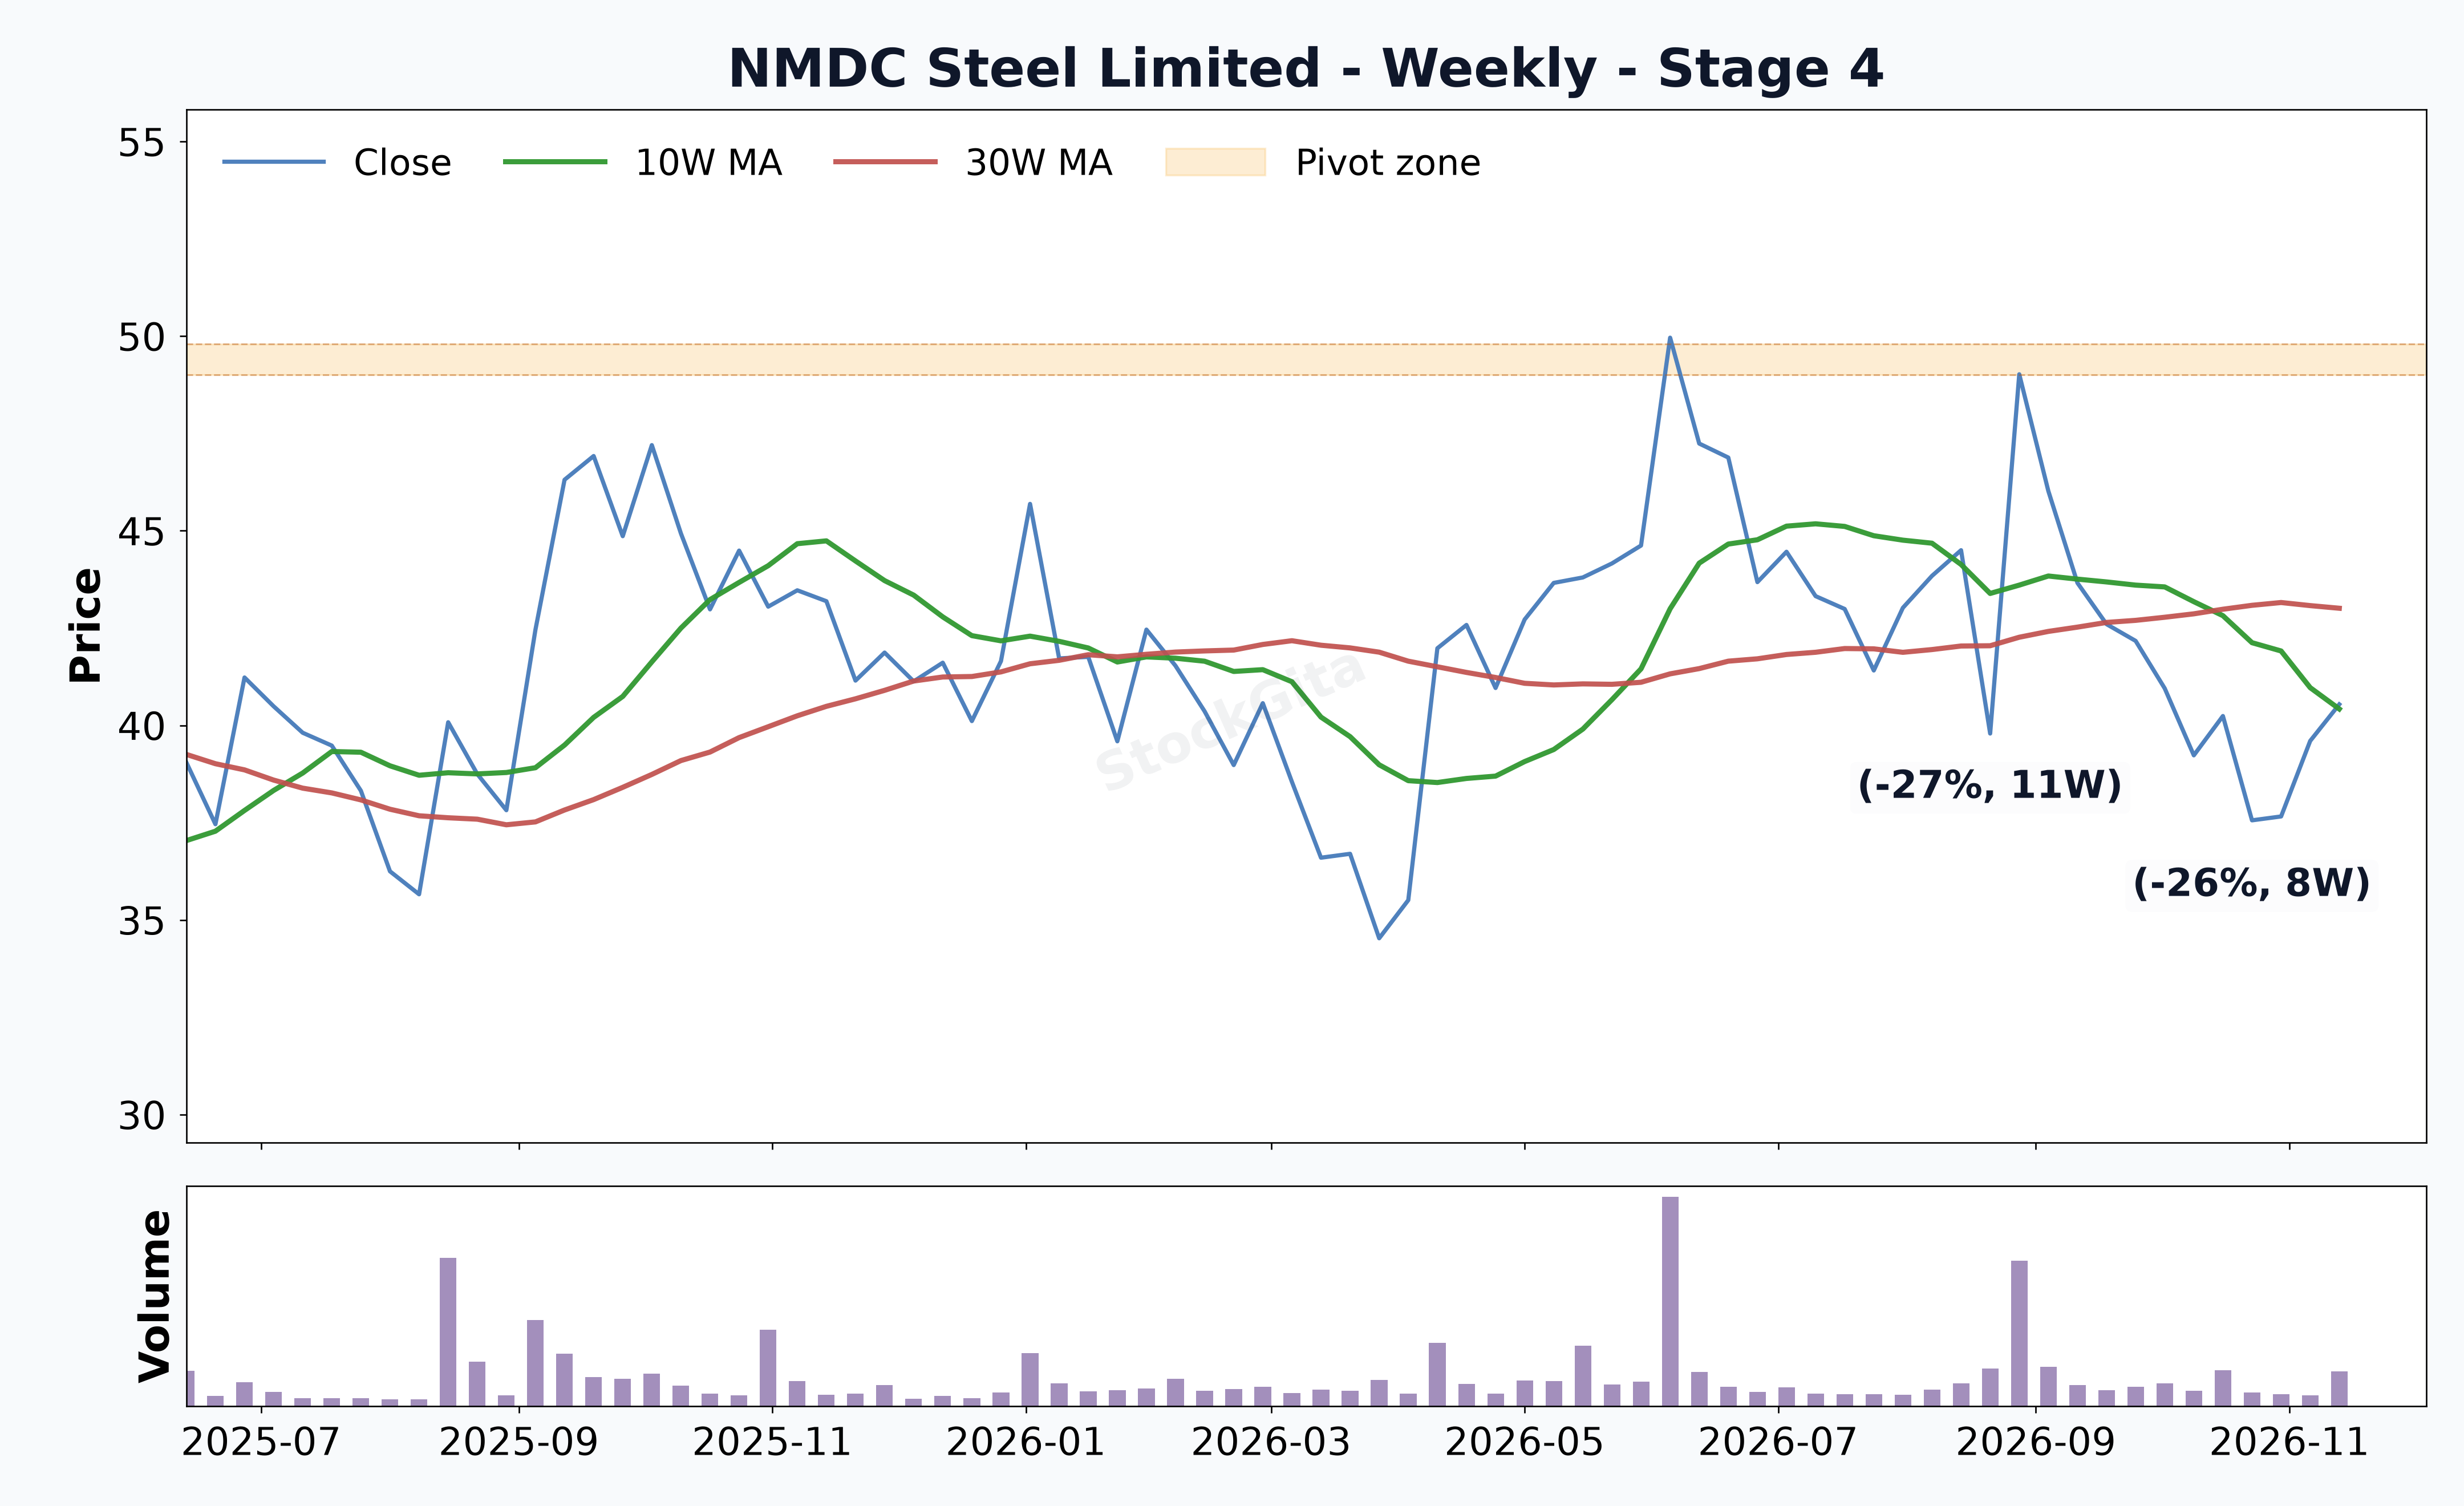 NMDC Steel Limited - Weekly - Stage 4
Close 10W MA 30W MA Pivot zone
55
50
45
40
35
30
Price
StockGita
(-27%, 11W)
(-26%, 8W)
Volume
2025-07 2025-09 2025-11 2026-01 2026-03 2026-05 2026-07 2026-09 2026-11